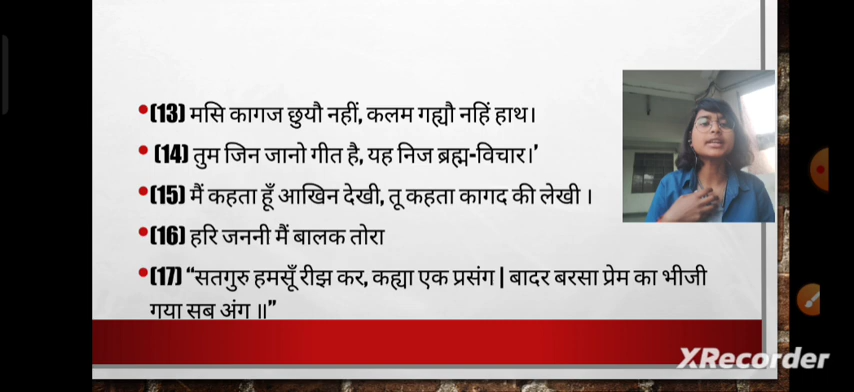 •(13) मसि कागज छुयौ नहीं, कलम गह्यौ नहिं हाथ।
• (14) तुम जिन जानो गीत है, यह निज ब्रह्म-विचार।’
•(15) मैं कहता हूँ आखिन देखी, तू कहता कागद की लेखी ।
•(16) हरि जननी मैं बालक तोरा
•(17) “सतगुरु हमसूँ रीझ कर, कह्या एक प्रसंग | बादर बरसा प्रेम का भीजी
गया सब अंग ॥”
XRecorder